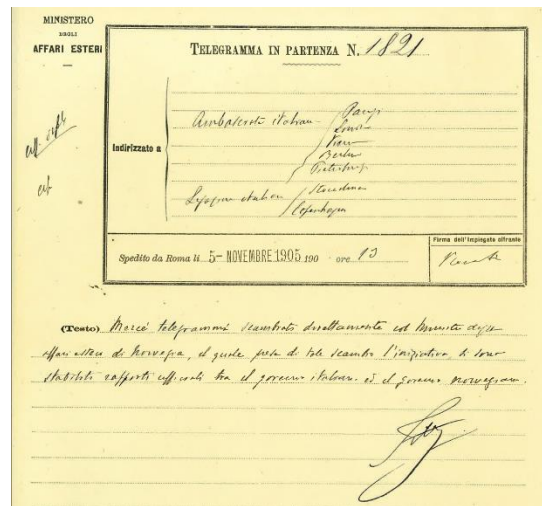 MINISTERO
DEGLI
AFFARI ESTERI
TELEGRAMMA IN PARTENZA N. 1821
Indirizzato a
Ambasciate italiane
Parigi
Londra
Vienna
Berlino
Pietroburgo
Legazioni italiane
Copenhagen
Spedito da Roma li 5- NOVEMBRE 1905 190 ore 13
Firma dell'Impiegato cifrante
(Testo) Mercè telegrammi scambiati direttamente col Ministro degli
affari esteri di Norvegia, il quale prese di tale scambio l'iniziativa, si sono
stabiliti rapporti ufficiali tra il governo italiano ed il governo norvegiano.